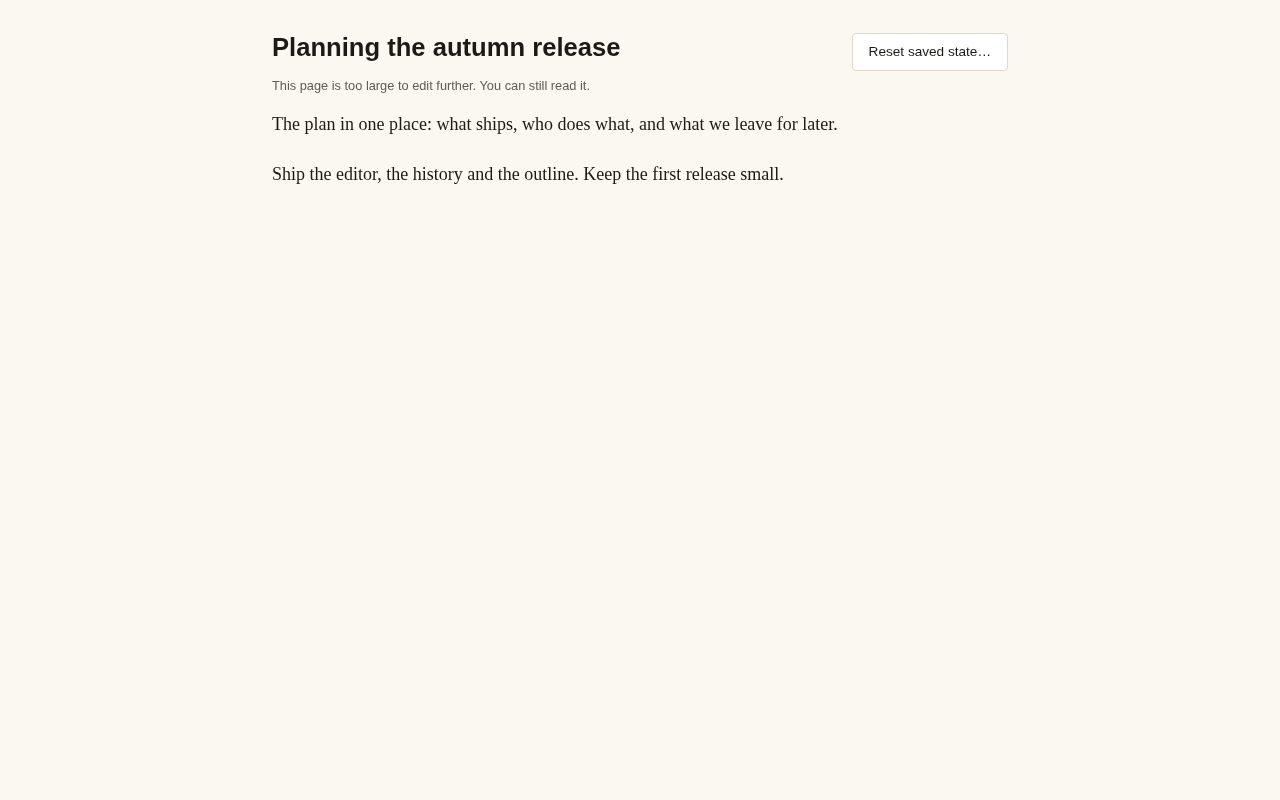 Planning the autumn release
Reset saved state…
This page is too large to edit further. You can still read it.
The plan in one place: what ships, who does what, and what we leave for later.
Ship the editor, the history and the outline. Keep the first release small.